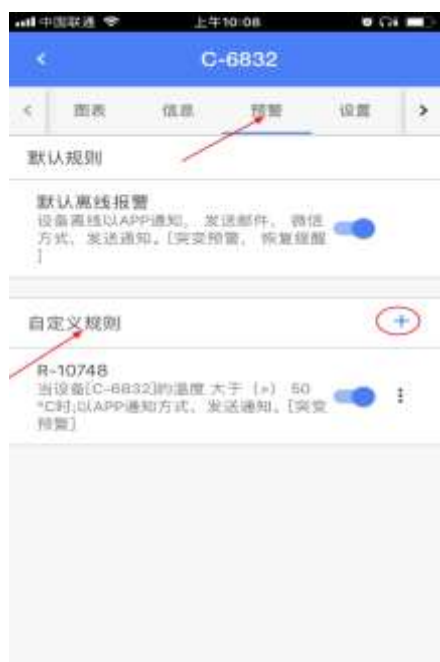 中国联通 上午10:08
C-6832
图表 信息 预警 设置
默认规则
默认离线报警
设备离线以APP通知, 发送邮件, 微信
方式, 发送通知。[突变预警, 恢复提醒
]
自定义规则
R-10748
当设备[C-6832]的温度 大于 (>) 50
°C时;以APP通知方式, 发送通知。[突变
预警]